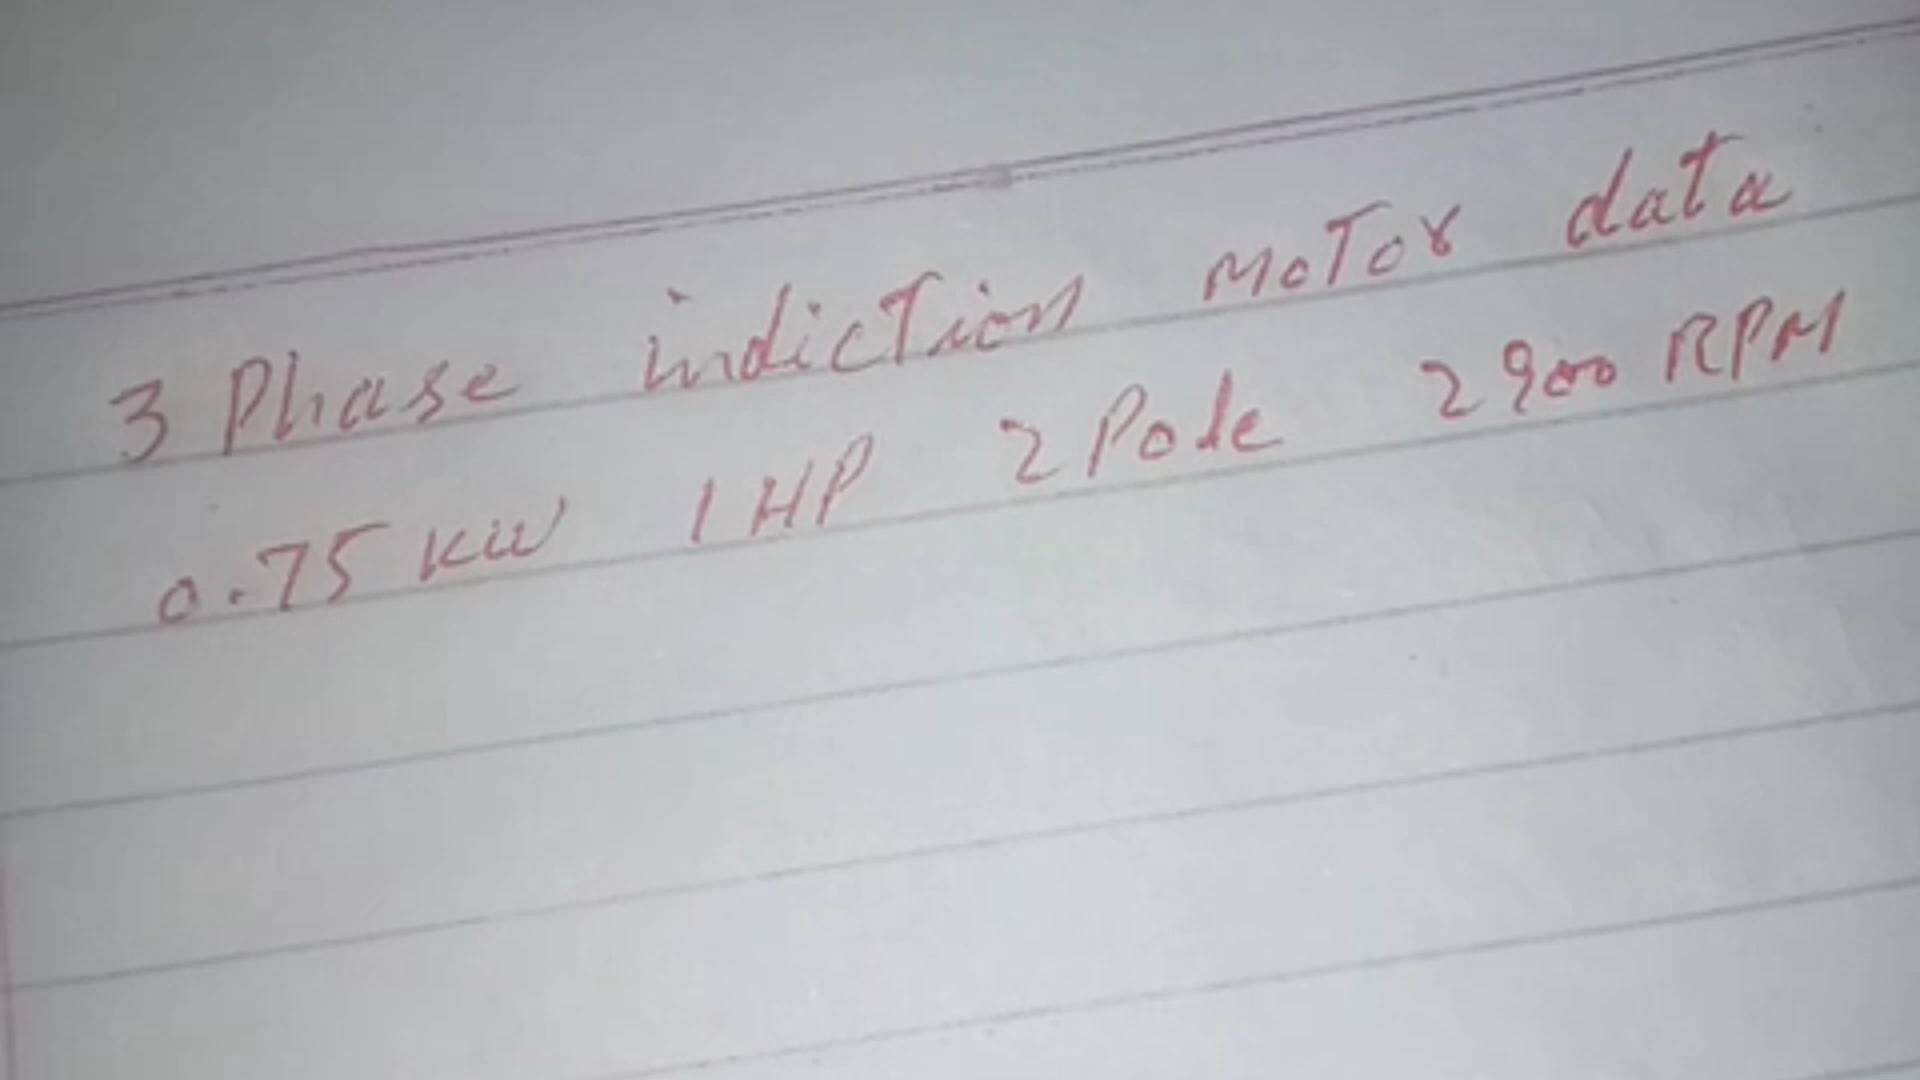 3 Phase indiction MoTor data
0.75 KW 1 HP 2 Pole 2900 RPM